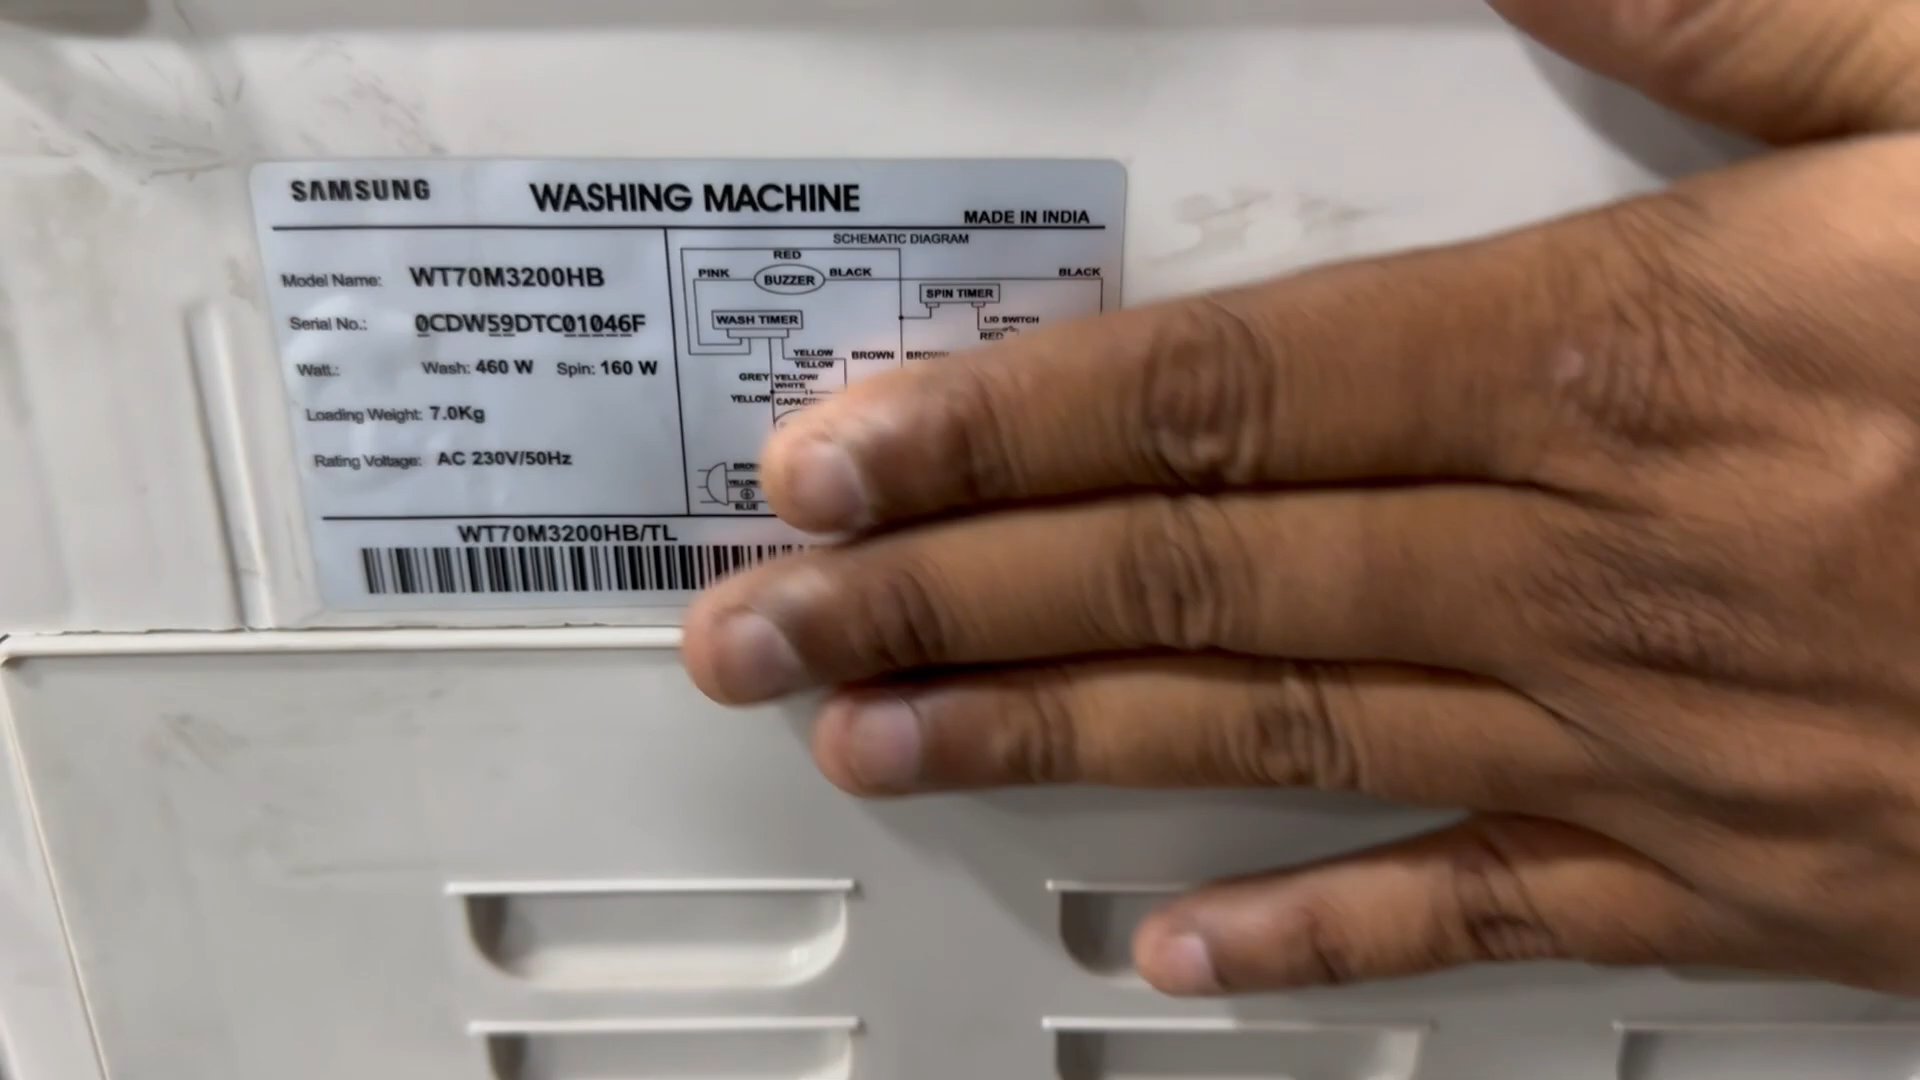 SAMSUNG
WASHING MACHINE
MADE IN INDIA
Model Name: WT70M3200HB
Serial No.: 0CDW59DTC01046F
Watt.: Wash: 460 W Spin: 160 W
Loading Weight: 7.0Kg
Rating Voltage: AC 230V/50Hz
SCHEMATIC DIAGRAM
RED
PINK BUZZER BLACK BLACK
SPIN TIMER
WASH TIMER
LID SWITCH
RED
YELLOW BROWN
YELLOW
GREY YELLOW/
WHITE
YELLOW
BLUE
WT70M3200HB/TL